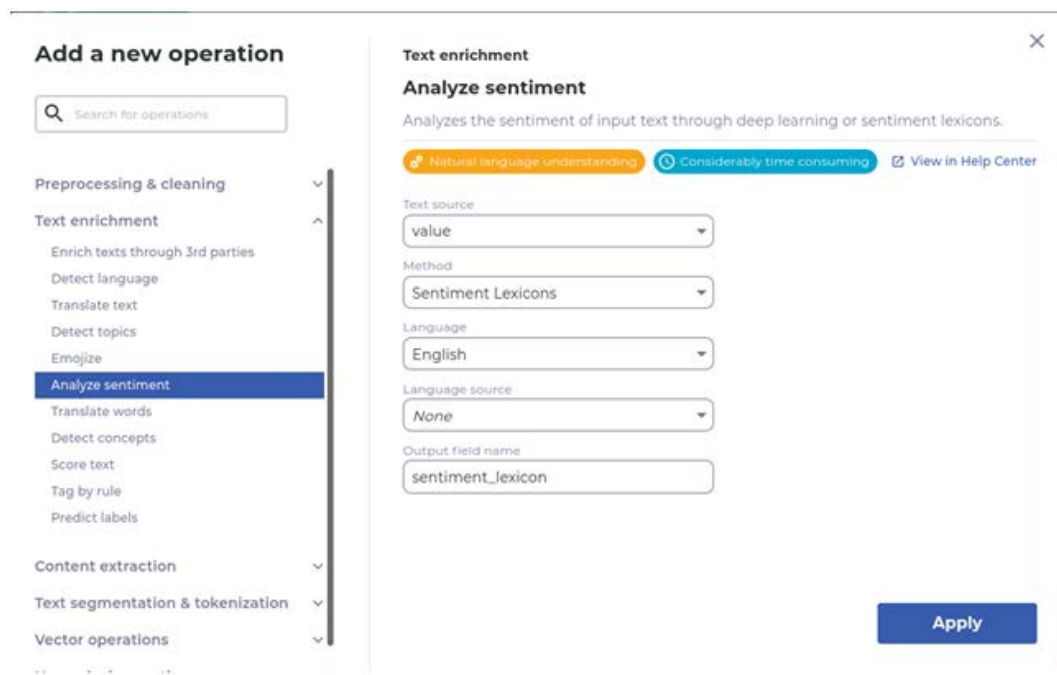 Add a new operation
Search for operations
Preprocessing & cleaning
Text enrichment
Enrich texts through 3rd parties
Detect language
Translate text
Detect topics
Emojize
Analyze sentiment
Translate words
Detect concepts
Score text
Tag by rule
Predict labels
Content extraction
Text segmentation & tokenization
Vector operations
Text enrichment
Analyze sentiment
Analyzes the sentiment of input text through deep learning or sentiment lexicons.
Natural language understanding
Considerably time consuming
View in Help Center
Text source
value
Method
Sentiment Lexicons
Language
English
Language source
None
Output field name
sentiment_lexicon
Apply